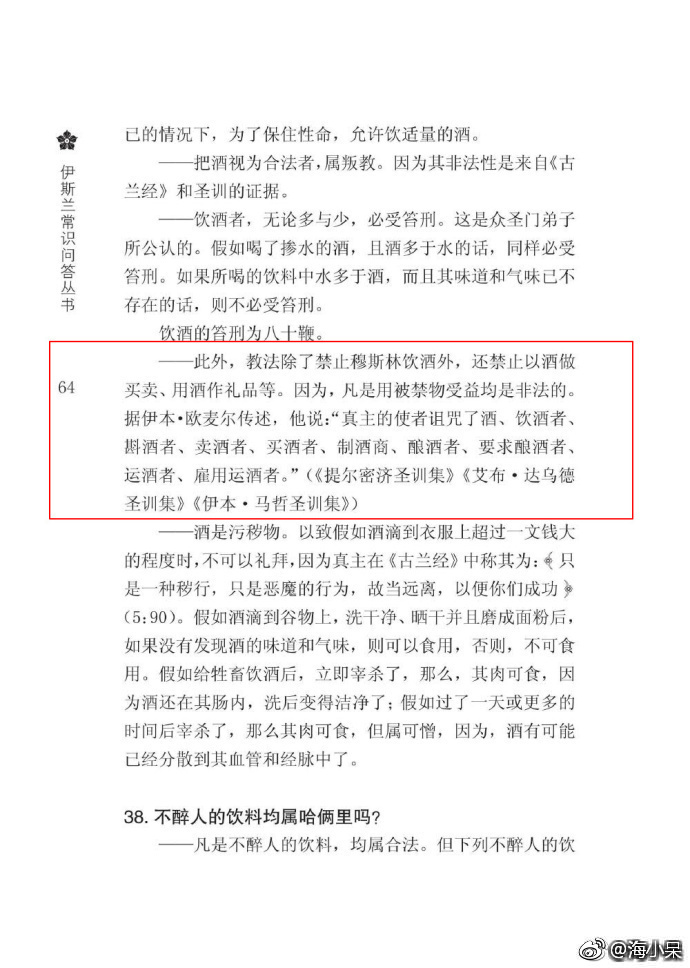 已的情况下，为了保住性命，允许饮适量的酒。
——把酒视为合法者，属叛教。因为其非法性是来自《古
兰经》和圣训的证据。
——饮酒者，无论多与少，必受笞刑。这是众圣门弟子
所公认的。假如喝了掺水的酒，且酒多于水的话，同样必受
笞刑。如果所喝的饮料中水多于酒，而且其味道和气味已不
存在的话，则不必受笞刑。
饮酒的笞刑为八十鞭。
——此外，教法除了禁止穆斯林饮酒外，还禁止以酒做
买卖、用酒作礼品等。因为，凡是用被禁物受益均是非法的。
据伊本·欧麦尔传述，他说：“真主的使者诅咒了酒、饮酒者、
斟酒者、卖酒者、买酒者、制酒商、酿酒者、要求酿酒者、
运酒者、雇用运酒者。”（《提尔密济圣训集》《艾布·达乌德
圣训集》《伊本·马哲圣训集》）
——酒是污秽物。以致假如酒滴到衣服上超过一文钱大
的程度时，不可以礼拜，因为真主在《古兰经》中称其为：﴾只
是一种秽行，只是恶魔的行为，故当远离，以便你们成功﴿
（5:90）。假如酒滴到谷物上，洗干净、晒干并且磨成面粉后，
如果没有发现酒的味道和气味，则可以食用，否则，不可食
用。假如给牲畜饮酒后，立即宰杀了，那么，其肉可食，因
为酒还在其肠内，洗后变得洁净了；假如过了一天或更多的
时间后宰杀了，那么其肉可食，但属可憎，因为，酒有可能
已经分散到其血管和经脉中了。
38. 不醉人的饮料均属哈俩里吗？
——凡是不醉人的饮料，均属合法。但下列不醉人的饮
伊斯兰常识问答丛书
64
@海小呆